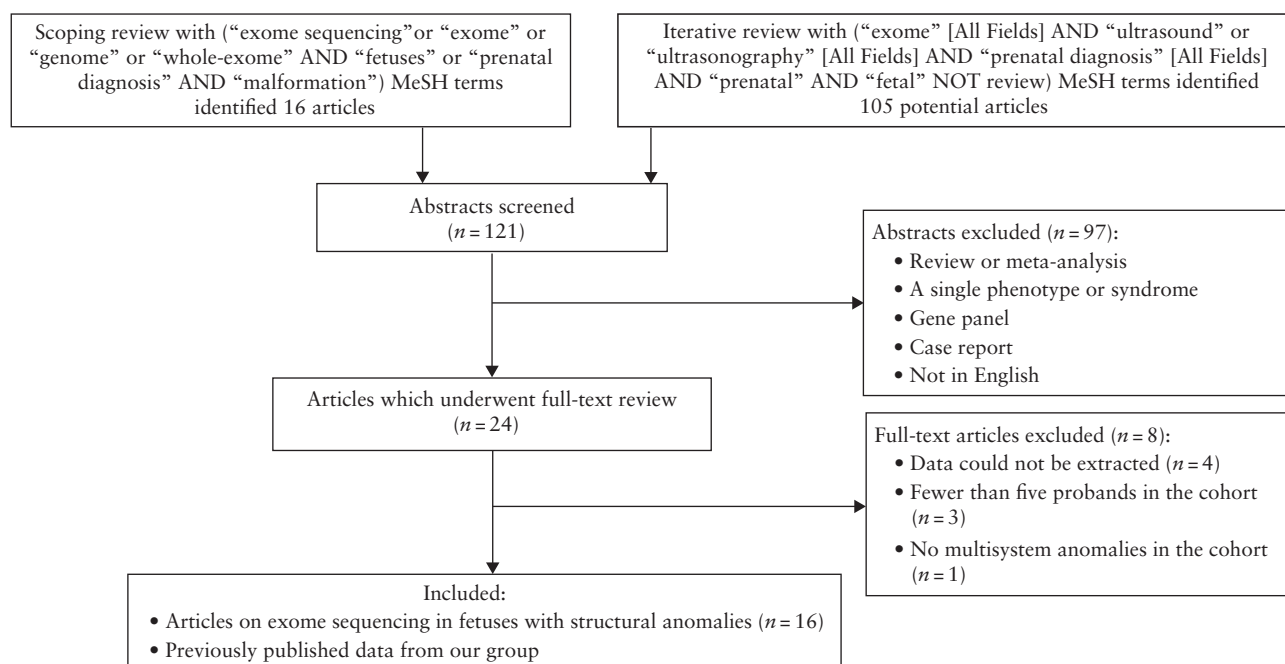 Scoping review with (“exome sequencing”or “exome” or
“genome” or “whole-exome” AND “fetuses” or “prenatal
diagnosis” AND “malformation”) MeSH terms
identified 16 articles
Iterative review with (“exome” [All Fields] AND “ultrasound” or
“ultrasonography” [All Fields] AND “prenatal diagnosis” [All Fields]
AND “prenatal” AND “fetal” NOT review) MeSH terms identified
105 potential articles
Abstracts screened
(n = 121)
Abstracts excluded (n = 97):
• Review or meta-analysis
• A single phenotype or syndrome
• Gene panel
• Case report
• Not in English
Articles which underwent full-text review
(n = 24)
Full-text articles excluded (n = 8):
• Data could not be extracted (n = 4)
• Fewer than five probands in the cohort
(n = 3)
• No multisystem anomalies in the cohort
(n = 1)
Included:
• Articles on exome sequencing in fetuses with structural anomalies (n = 16)
• Previously published data from our group